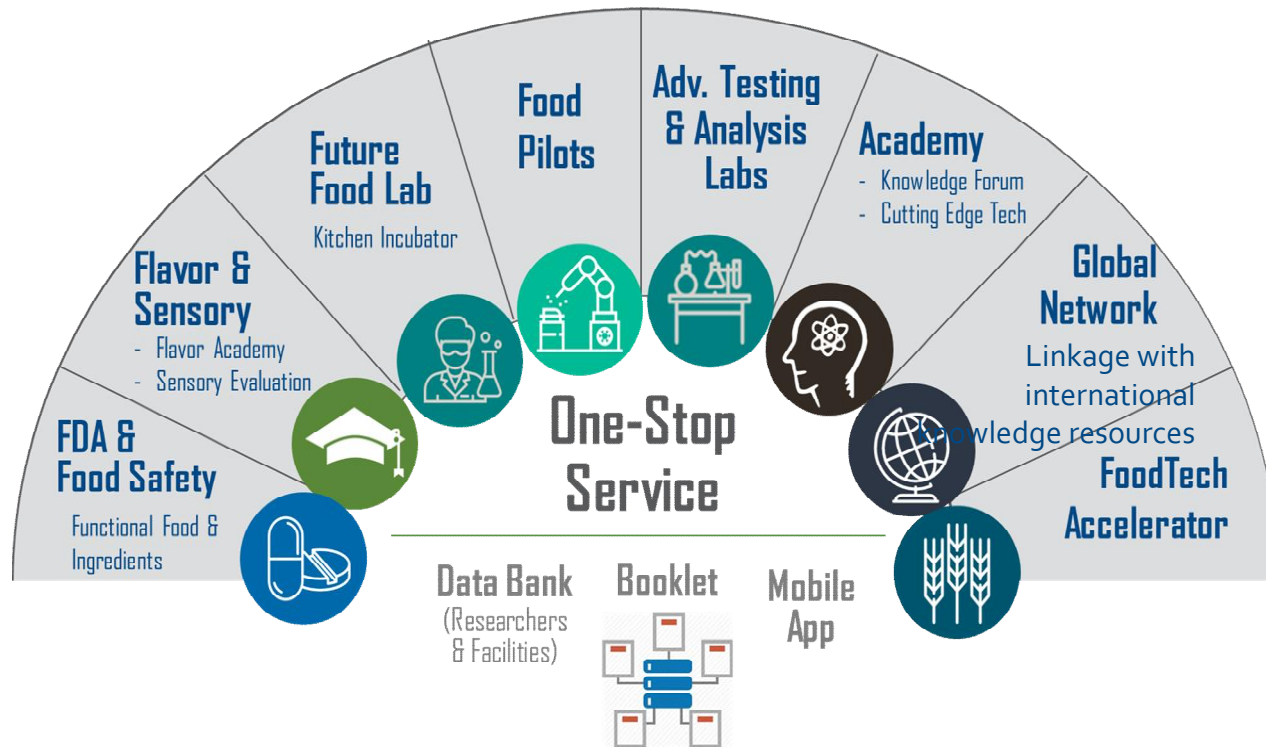 FDA &
Food Safety
Functional Food &
Ingredients
Flavor &
Sensory
- Flavor Academy
- Sensory Evaluation
Future
Food Lab
Kitchen Incubator
Food
Pilots
Adv. Testing
& Analysis
Labs
Academy
- Knowledge Forum
- Cutting Edge Tech
Global
Network
Linkage with
international
knowledge resources
FoodTech
Accelerator
One-Stop
Service
Data Bank
(Researchers
& Facilities)
Booklet
Mobile
App